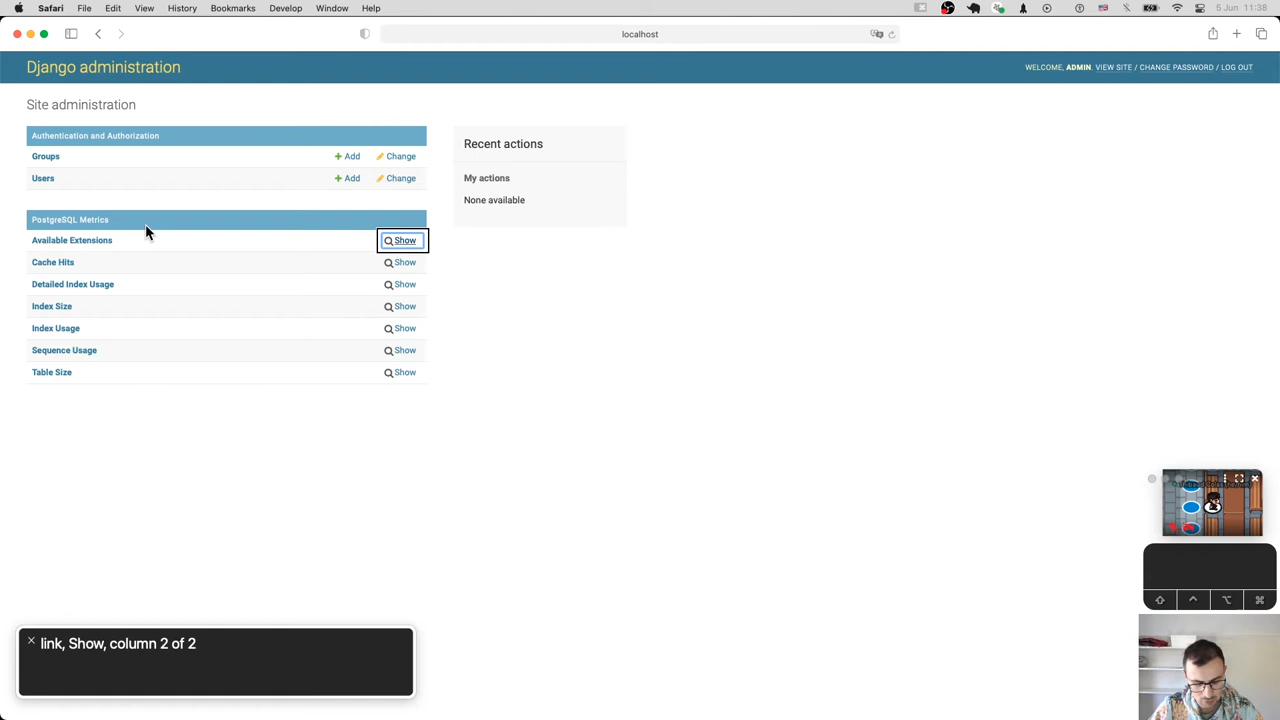 Safari File Edit View History Bookmarks Develop Window Help 5 Jun 11:38
localhost
Django administration
WELCOME, ADMIN. VIEW SITE / CHANGE PASSWORD / LOG OUT
Site administration
Authentication and Authorization
Groups Add Change
Users Add Change
PostgreSQL Metrics
Available Extensions Show
Cache Hits Show
Detailed Index Usage Show
Index Size Show
Index Usage Show
Sequence Usage Show
Table Size Show
Recent actions
My actions
None available
link, Show, column 2 of 2